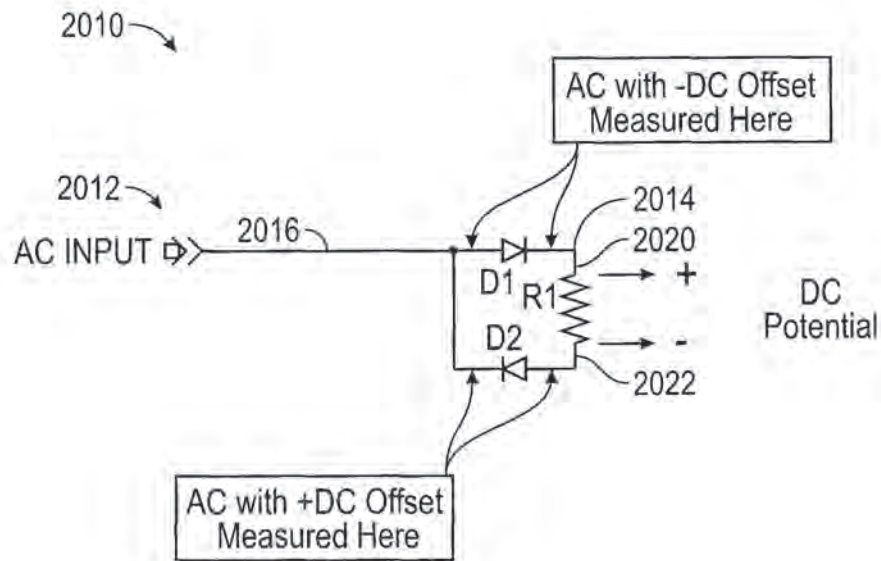 2010
AC with -DC Offset
Measured Here
2012
AC INPUT
2016
2014
2020
D1
R1
+
DC
Potential
D2
-
2022
AC with +DC Offset
Measured Here